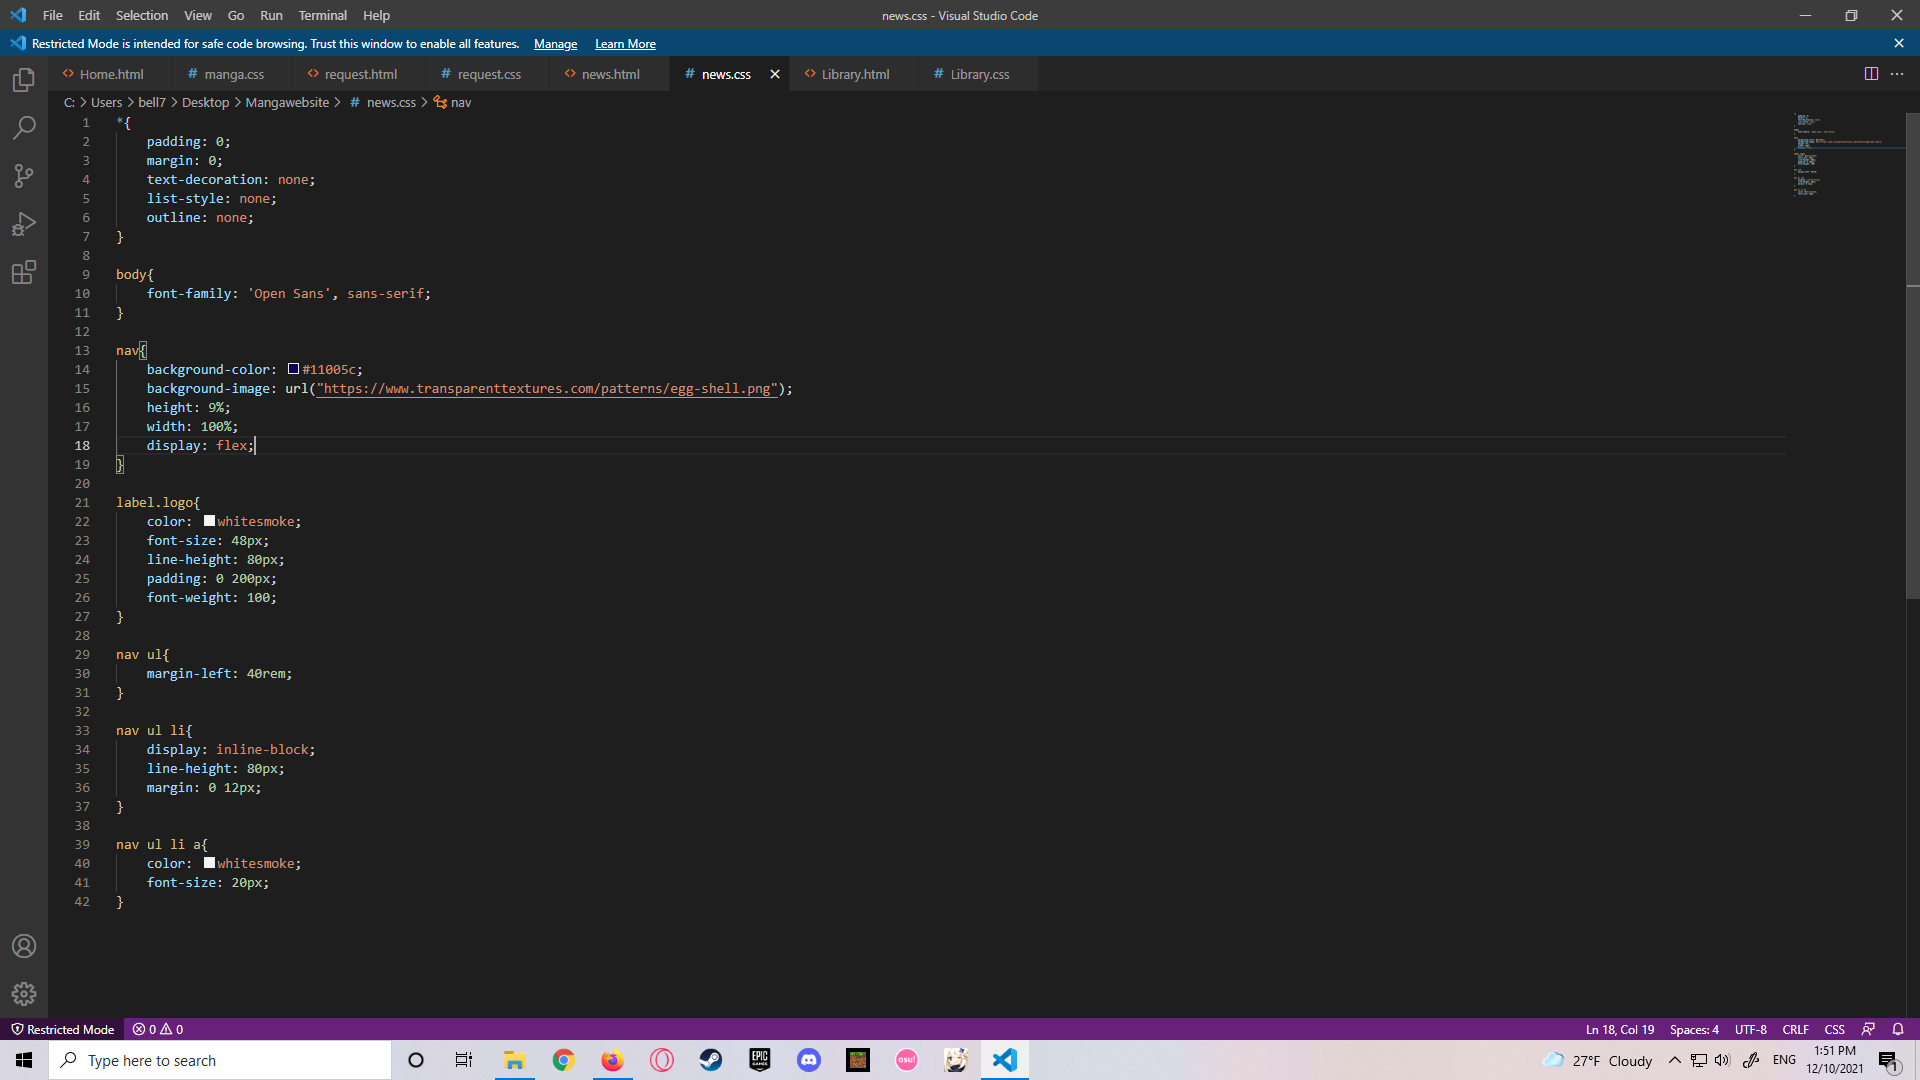 File Edit Selection View Go Run Terminal Help news.css - Visual Studio Code
Restricted Mode is intended for safe code browsing. Trust this window to enable all features. Manage Learn More
Home.html manga.css request.html request.css news.html news.css Library.html Library.css
C: > Users > bell7 > Desktop > Mangawebsite > # news.css > nav
1 *{
2 padding: 0;
3 margin: 0;
4 text-decoration: none;
5 list-style: none;
6 outline: none;
7 }
8
9 body{
10 font-family: 'Open Sans', sans-serif;
11 }
12
13 nav{
14 background-color: #11005c;
15 background-image: url("https://www.transparenttextures.com/patterns/egg-shell.png");
16 height: 9%;
17 width: 100%;
18 display: flex;
19 }
20
21 label.logo{
22 color: whitesmoke;
23 font-size: 48px;
24 line-height: 80px;
25 padding: 0 200px;
26 font-weight: 100;
27 }
28
29 nav ul{
30 margin-left: 40rem;
31 }
32
33 nav ul li{
34 display: inline-block;
35 line-height: 80px;
36 margin: 0 12px;
37 }
38
39 nav ul li a{
40 color: whitesmoke;
41 font-size: 20px;
42 }
Restricted Mode 0 0 Ln 18, Col 19 Spaces: 4 UTF-8 CRLF CSS
Type here to search EPIC GAMES osu! 27°F Cloudy ENG 1:51 PM 1
12/10/2021